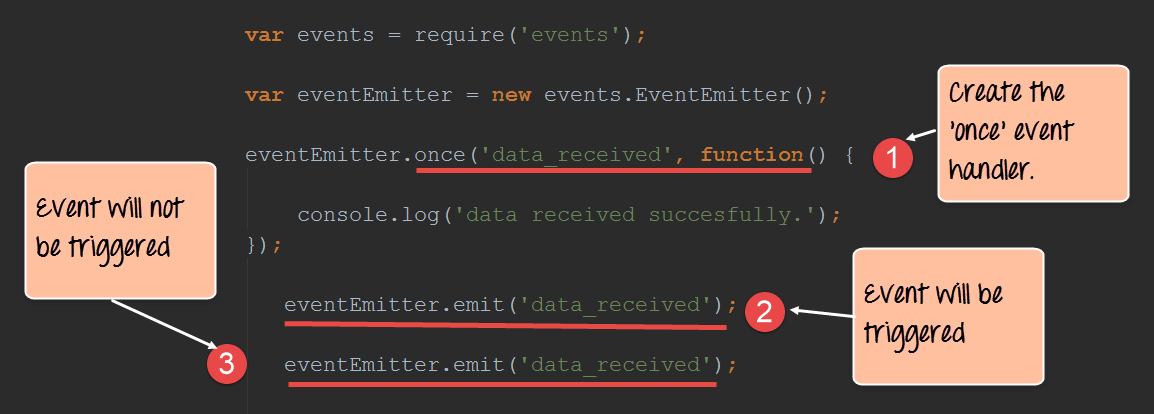 var events = require('events');
var eventEmitter = new events.EventEmitter();
eventEmitter.once('data_received', function() {
console.log('data received succesfully.');
});
eventEmitter.emit('data_received');
eventEmitter.emit('data_received');
1
Create the
'once' event
handler.
2
Event will be
triggered
3
Event will not
be triggered